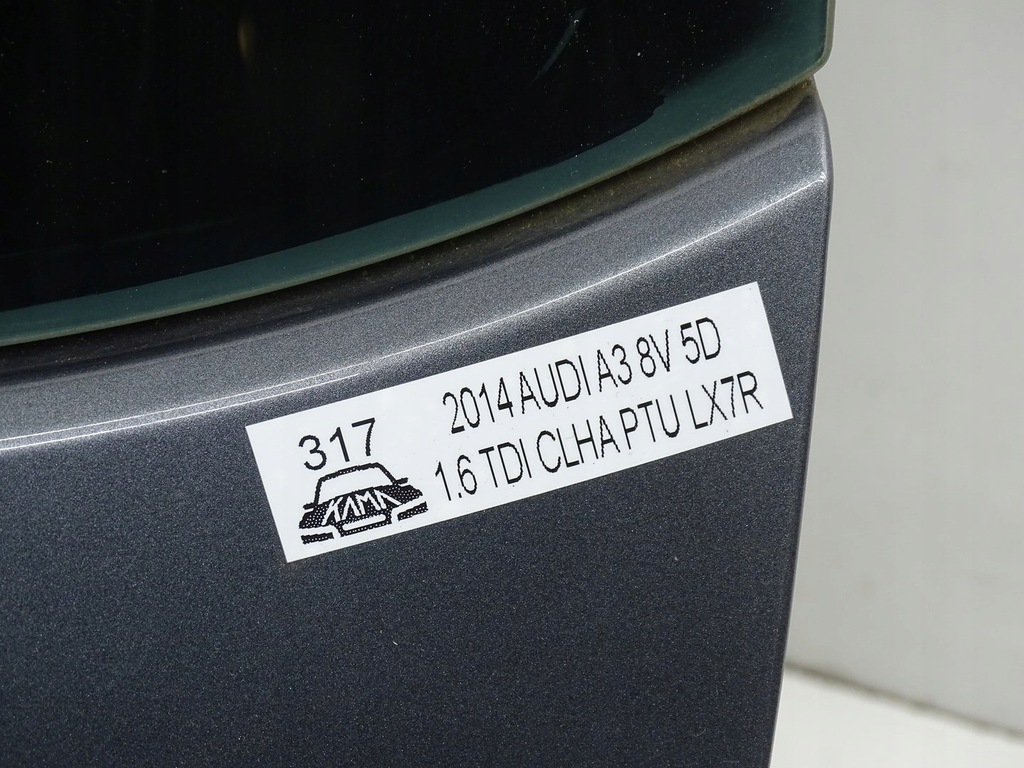 317
KAMA
2014 AUDI A3 8V 5D
1.6 TDI CLHA PTU LX7R